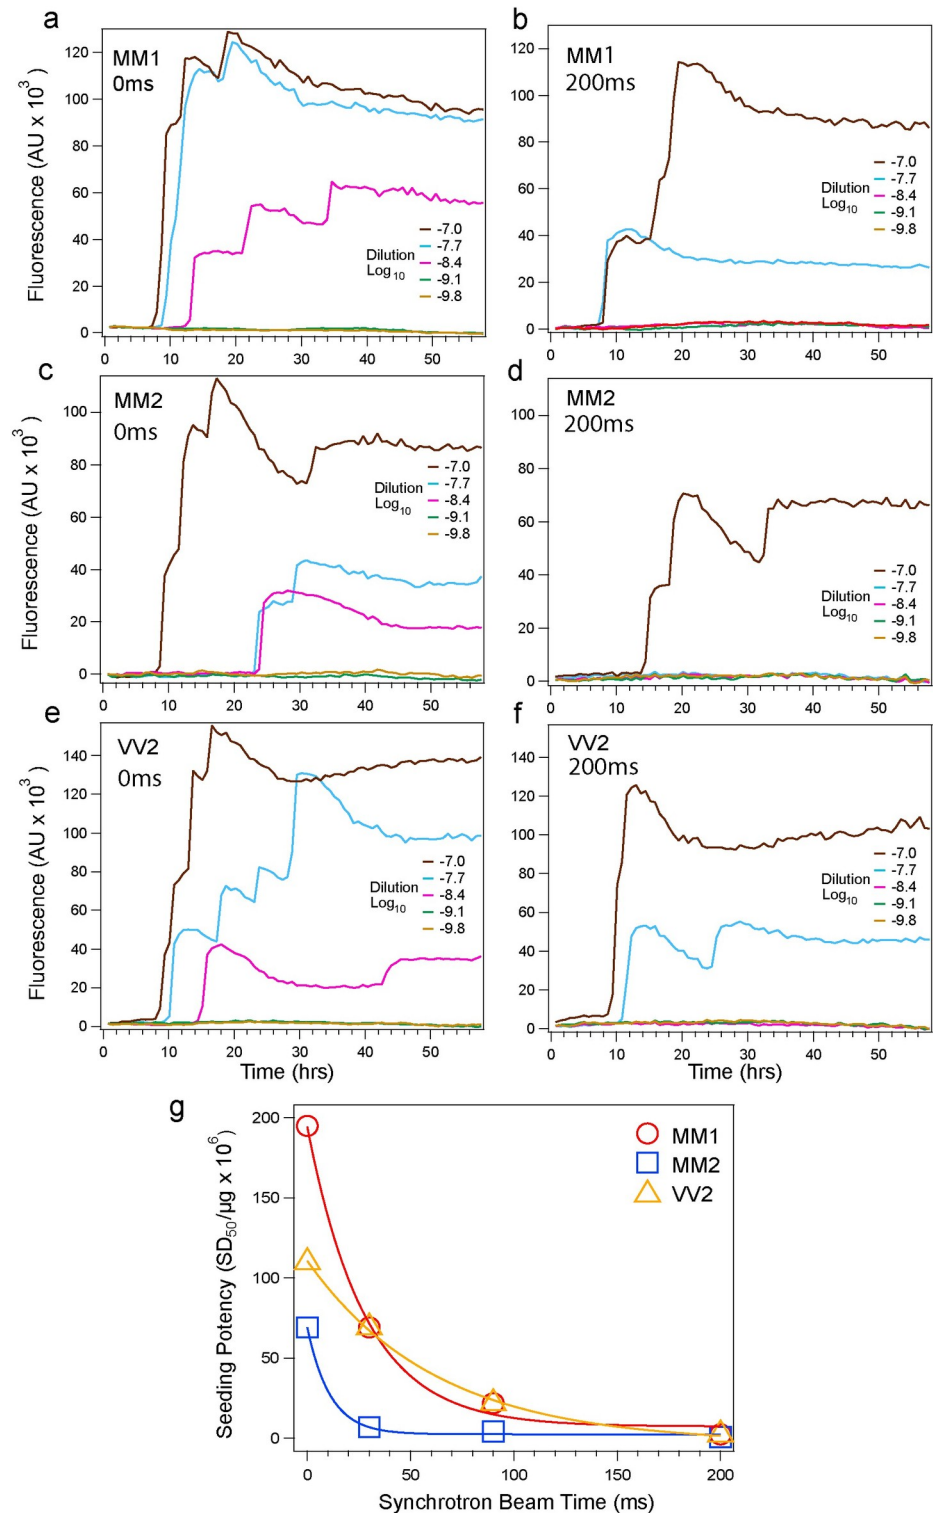 a
MM1
0ms
Fluorescence (AU x 10³)
120
100
80
60
40
20
0
0
10
20
30
40
50
Dilution
Log₁₀
-7.0
-7.7
-8.4
-9.1
-9.8
b
MM1
200ms
120
100
80
60
40
20
0
0
10
20
30
40
50
Dilution
Log₁₀
-7.0
-7.7
-8.4
-9.1
-9.8
c
MM2
0ms
Fluorescence (AU x 10³)
100
80
60
40
20
0
0
10
20
30
40
50
Dilution
Log₁₀
-7.0
-7.7
-8.4
-9.1
-9.8
d
MM2
200ms
100
80
60
40
20
0
0
10
20
30
40
50
Dilution
Log₁₀
-7.0
-7.7
-8.4
-9.1
-9.8
e
VV2
0ms
Fluorescence (AU x 10³)
140
120
100
80
60
40
20
0
0
10
20
30
40
50
Time (hrs)
Dilution
Log₁₀
-7.0
-7.7
-8.4
-9.1
-9.8
f
VV2
200ms
140
120
100
80
60
40
20
0
0
10
20
30
40
50
Time (hrs)
Dilution
Log₁₀
-7.0
-7.7
-8.4
-9.1
-9.8
g
Seeding Potency (SD₅₀/µg x 10⁶)
200
150
100
50
0
0
50
100
150
200
Synchrotron Beam Time (ms)
MM1
MM2
VV2